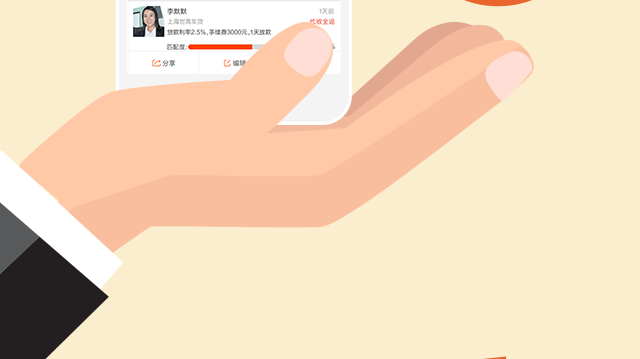 李默默 1天前
上海世禹车贷 代收全返
贷款利率2.5%,手续费3000元,1天放款
匹配度: %
分享 编辑